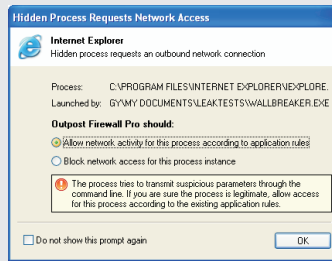 Hidden Process Requests Network Access
Internet Explorer
Hidden process requests an outbound network connection
Process: C:\PROGRAM FILES\INTERNET EXPLORER\IEXPLORE.
Launched by: GY\MY DOCUMENTS\LEAKTESTS\WALLBREAKER.EXE
Outpost Firewall Pro should:
Allow network activity for this process according to application rules
Block network access for this process instance
The process tries to transmit suspicious parameters through the
command line. If you are sure the process is legitimate, allow access
for this process according to the existing application rules.
Do not show this prompt again
OK